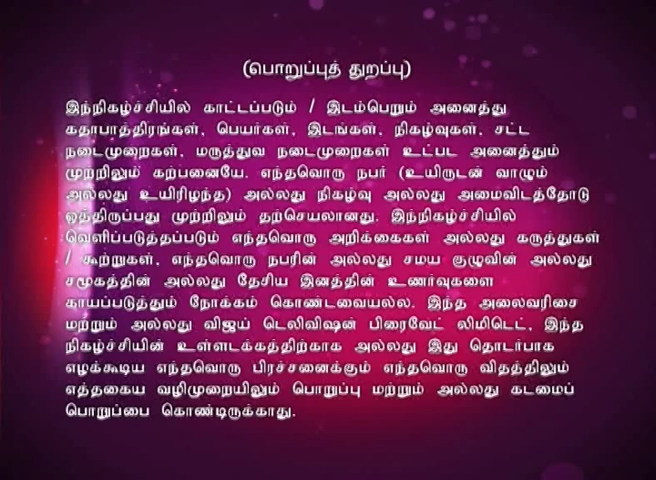 (பொறுப்புத் துறப்பு)
இந்நிகழ்ச்சியில் காட்டப்படும் / இடம்பெறும் அனைத்து
கதாபாத்திரங்கள், பெயர்கள், இடங்கள், நிகழ்வுகள், சட்ட
நடைமுறைகள், மருத்துவ நடைமுறைகள் உட்பட அனைத்தும்
முற்றிலும் கற்பனையே. எந்தவொரு நபர் (உயிருடன் வாழும்
அல்லது உயிரிழந்த) அல்லது நிகழ்வு அல்லது அமைவிடத்தோடு
ஒத்திருப்பது முற்றிலும் தற்செயலானது. இந்நிகழ்ச்சியில்
வெளிப்படுத்தப்படும் எந்தவொரு அறிக்கைகள் அல்லது கருத்துகள்
/ கூற்றுகள், எந்தவொரு நபரின் அல்லது சமய குழுவின் அல்லது
சமூகத்தின் அல்லது தேசிய இனத்தின் உணர்வுகளை
காயப்படுத்தும் நோக்கம் கொண்டவையல்ல. இந்த அலைவரிசை
மற்றும் அல்லது விஜய் டெலிவிஷன் பிரைவேட் லிமிடெட், இந்த
நிகழ்ச்சியின் உள்ளடக்கத்திற்காக அல்லது இது தொடர்பாக
எழக்கூடிய எந்தவொரு பிரச்சனைக்கும் எந்தவொரு விதத்திலும்
எத்தகைய வழிமுறையிலும் பொறுப்பு மற்றும் அல்லது கடமைப்
பொறுப்பை கொண்டிருக்காது.